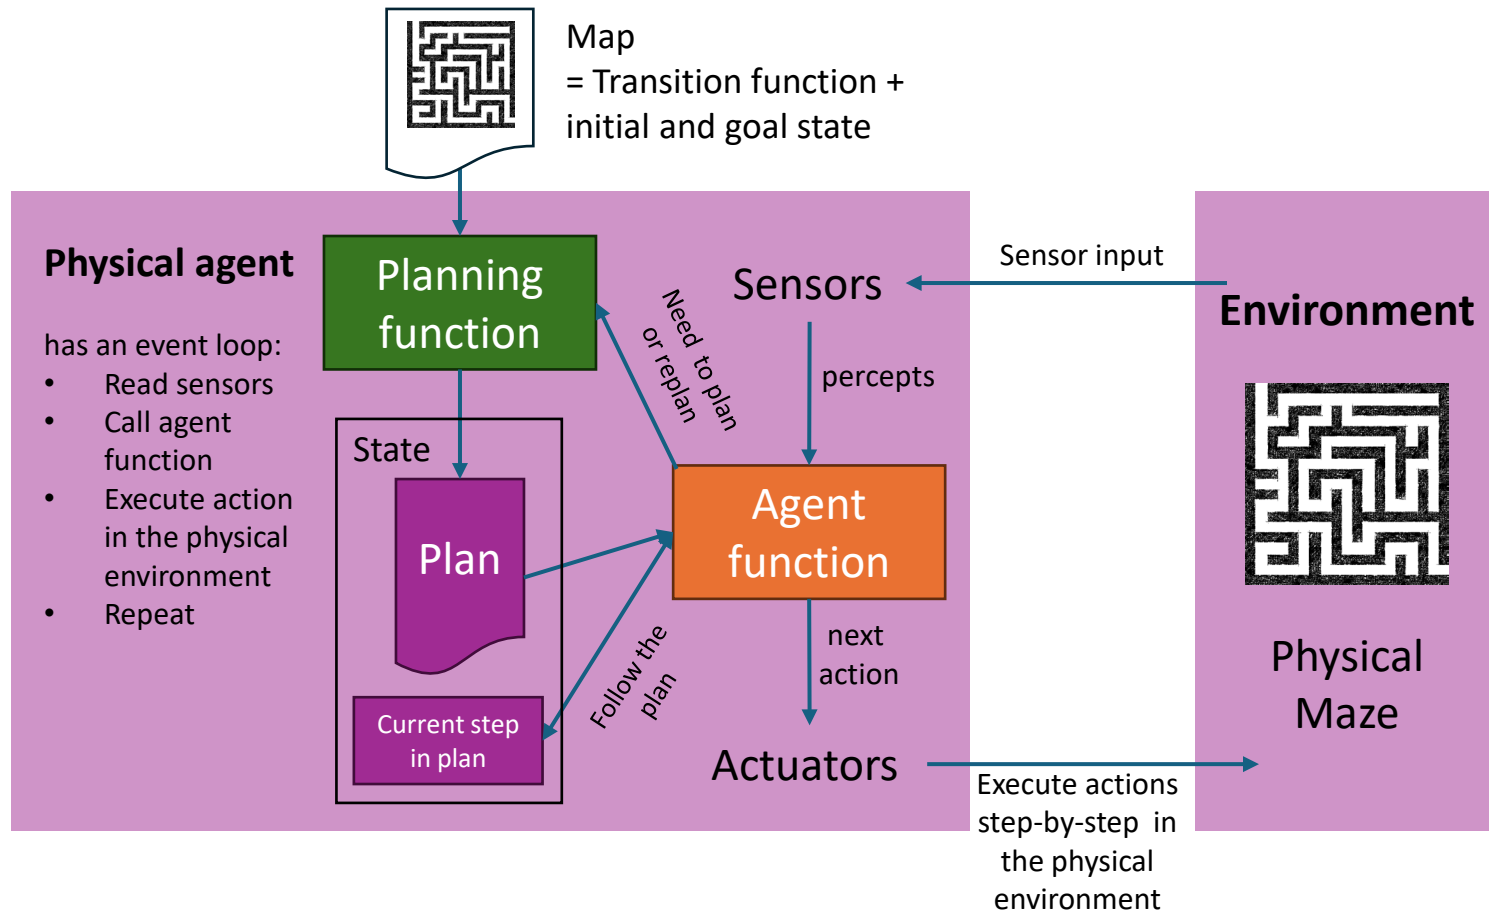 Map
= Transition function +
initial and goal state
Physical agent
has an event loop:
• Read sensors
• Call agent
function
• Execute action
in the physical
environment
• Repeat
Planning
function
State
Plan
Current step
in plan
Need to plan
or replan
Follow the
plan
Sensors
percepts
Agent
function
next
action
Actuators
Sensor input
Execute actions
step-by-step in
the physical
environment
Environment
Physical
Maze